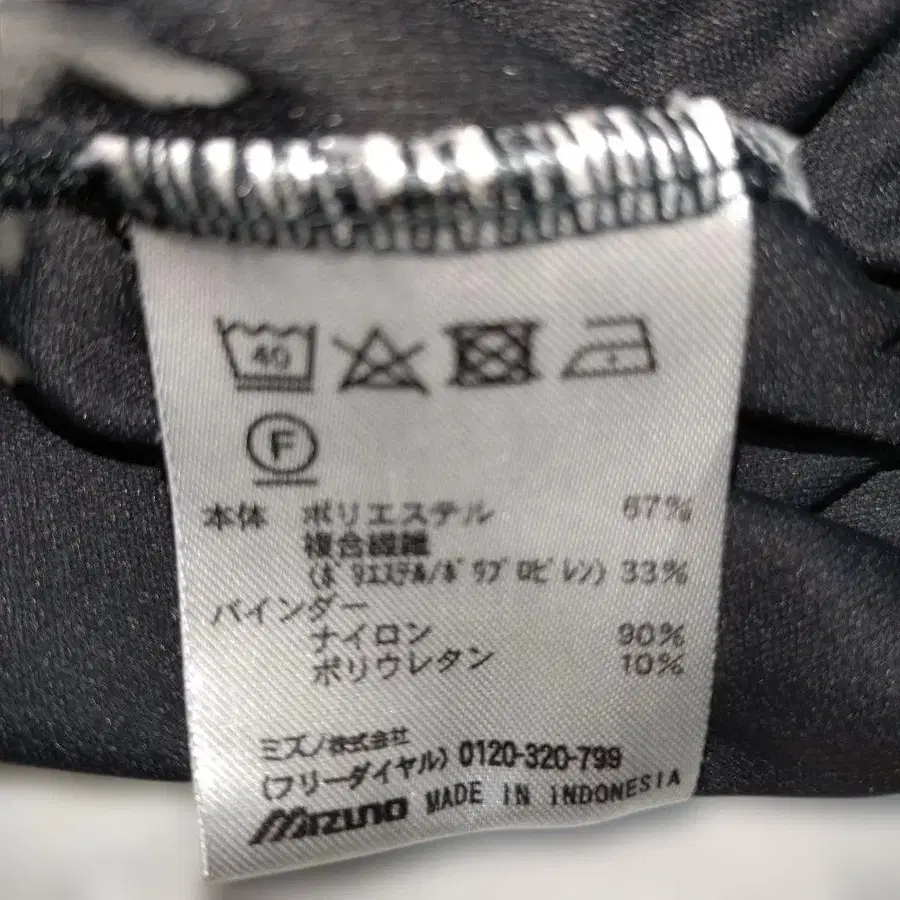 40
F
本体 ポリエステル 67%
複合繊維
(ポリエステル/ポリプロピレン) 33%
バインダー
ナイロン 90%
ポリウレタン 10%
ミズノ株式会社
(フリーダイヤル) 0120-320-799
Mizuno MADE IN INDONESIA